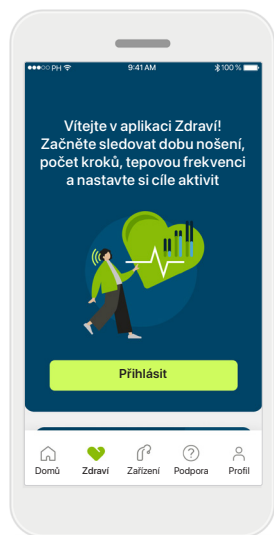 PH 9:41 AM 100 %
Vítejte v aplikaci Zdraví!
Začněte sledovat dobu nošení,
počet kroků, tepovou frekvenci
a nastavte si cíle aktivit
Přihlásit
Domů Zdraví Zařízení Podpora Profil